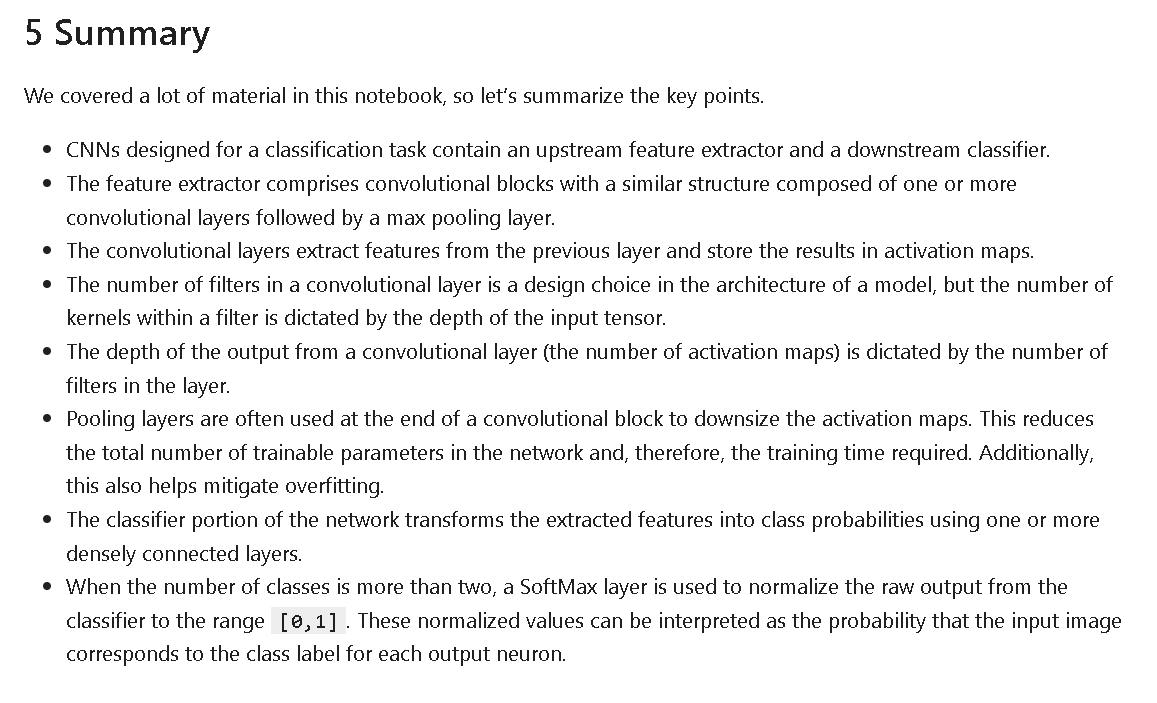 5 Summary
We covered a lot of material in this notebook, so let's summarize the key points.
• CNNs designed for a classification task contain an upstream feature extractor and a downstream classifier.
• The feature extractor comprises convolutional blocks with a similar structure composed of one or more
convolutional layers followed by a max pooling layer.
• The convolutional layers extract features from the previous layer and store the results in activation maps.
• The number of filters in a convolutional layer is a design choice in the architecture of a model, but the number of
kernels within a filter is dictated by the depth of the input tensor.
• The depth of the output from a convolutional layer (the number of activation maps) is dictated by the number of
filters in the layer.
• Pooling layers are often used at the end of a convolutional block to downsize the activation maps. This reduces
the total number of trainable parameters in the network and, therefore, the training time required. Additionally,
this also helps mitigate overfitting.
• The classifier portion of the network transforms the extracted features into class probabilities using one or more
densely connected layers.
• When the number of classes is more than two, a SoftMax layer is used to normalize the raw output from the
classifier to the range [0,1]. These normalized values can be interpreted as the probability that the input image
corresponds to the class label for each output neuron.